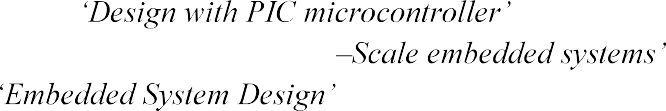 ‘Design with PIC microcontroller’
–Scale embedded systems’
‘Embedded System Design’